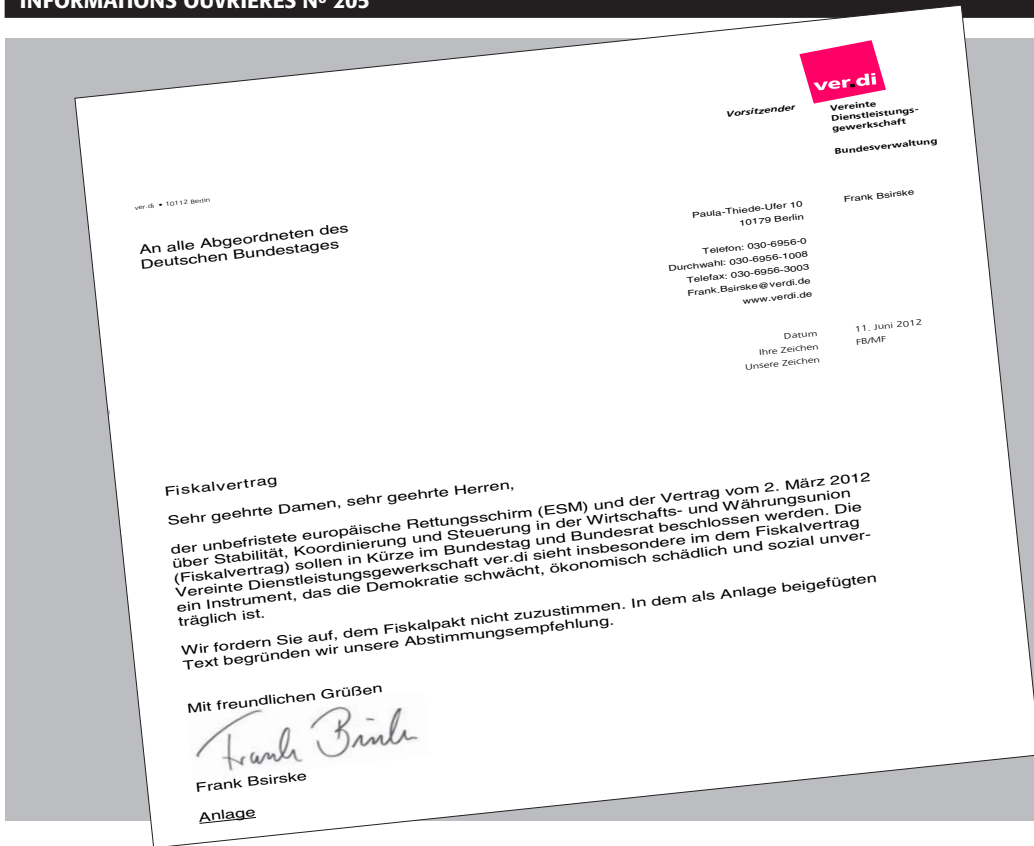 INFORMATIONS OUVRIÈRES Nº 205
ver.di
Vorsitzender
Vereinte
Dienstleistungs-
gewerkschaft
Bundesverwaltung
ver.di • 10112 Berlin
An alle Abgeordneten des
Deutschen Bundestages
Paula-Thiede-Ufer 10
10179 Berlin
Frank Bsirske
Telefon: 030-6956-0
Durchwahl: 030-6956-1008
Telefax: 030-6956-3003
Frank.Bsirske@verdi.de
www.verdi.de
Datum 11. Juni 2012
Ihre Zeichen FB/MF
Unsere Zeichen
Fiskalvertrag
Sehr geehrte Damen, sehr geehrte Herren,
der unbefristete europäische Rettungsschirm (ESM) und der Vertrag vom 2. März 2012
über Stabilität, Koordinierung und Steuerung in der Wirtschafts- und Währungsunion
(Fiskalvertrag) sollen in Kürze im Bundestag und Bundesrat beschlossen werden. Die
Vereinte Dienstleistungsgewerkschaft ver.di sieht insbesondere im dem Fiskalvertrag
ein Instrument, das die Demokratie schwächt, ökonomisch schädlich und sozial unver-
träglich ist.
Wir fordern Sie auf, dem Fiskalpakt nicht zuzustimmen. In dem als Anlage beigefügten
Text begründen wir unsere Abstimmungsempfehlung.
Mit freundlichen Grüßen
Frank Bsirske
Frank Bsirske
Anlage